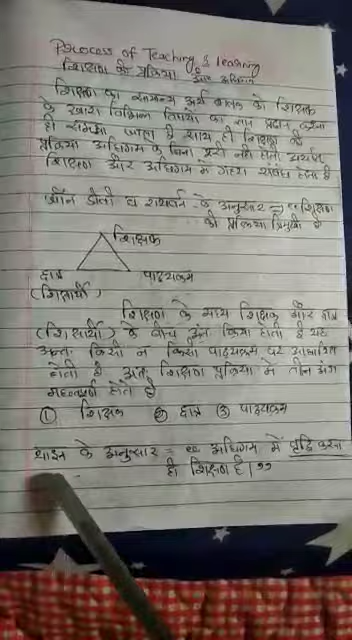 Process of Teaching & learning
शिक्षण की प्रक्रिया और अधिगम
शिक्षण का सामान्य अर्थ बालक को शिक्षक
के द्वारा विभिन्न विषयों का ज्ञान प्रदान करना
ही समझा जाता है साथ ही शिक्षण की
प्रक्रिया अधिगम के बिना पूरी नही होती अर्थात
शिक्षण और अधिगम में गहरा संबंध होता है
जॉन डीवी व रायबर्न के अनुसार = "शिक्षण
की प्रक्रिया त्रिमुखी है
शिक्षक
छात्र पाठ्यक्रम
(शिक्षार्थी)
शिक्षण के मध्य शिक्षक और छात्र
(शिक्षार्थी) के बीच अंतः क्रिया होती है यह
अन्तः किसी न किसी पाठ्यक्रम पर आधारित
होती है अतः शिक्षण प्रक्रिया में तीन अंग
महत्वपूर्ण होते है
① शिक्षक ② छात्र ③ पाठ्यक्रम
के अनुसार = "अधिगम में वृद्धि करना
ही शिक्षण है।"